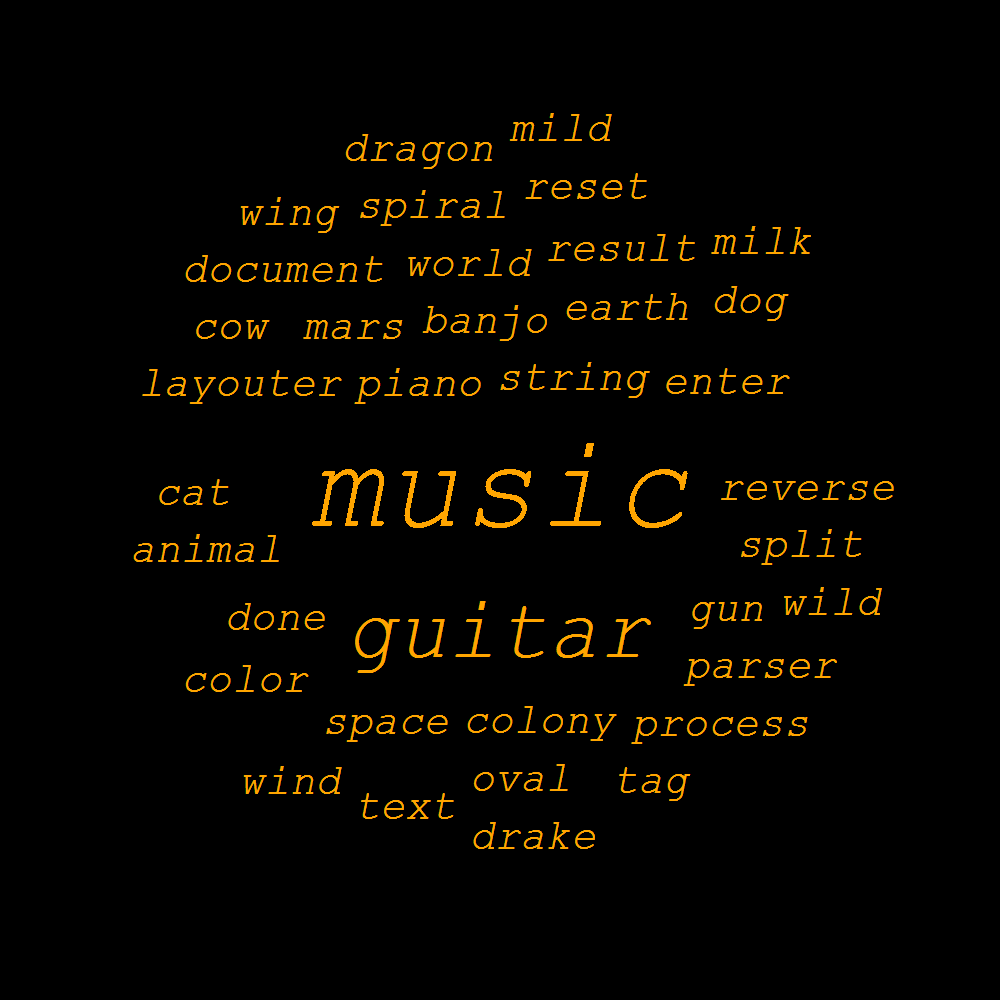 dragon mild
wing spiral reset
document world result milk
cow mars banjo earth dog
layouter piano string enter
cat music reverse
animal split
done guitar gun wild
color parser
space colony process
wind text oval tag
drake